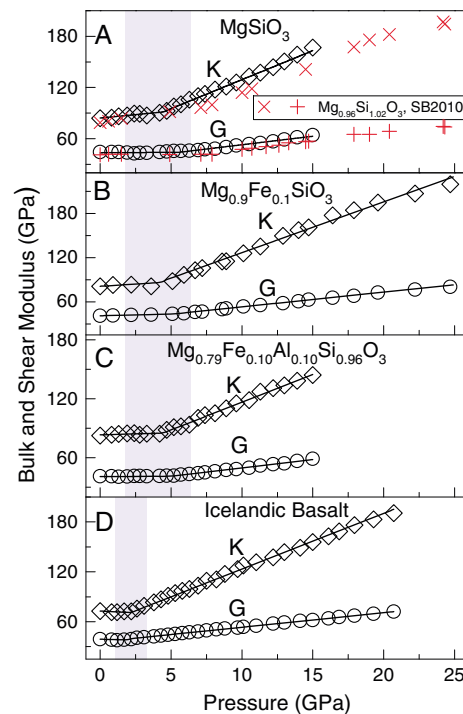 A
MgSiO3
180
120
60
K
G
Mg0.96Si1.02O3, SB2010
B
Mg0.9Fe0.1SiO3
180
120
60
K
G
C
Mg0.79Fe0.10Al0.10Si0.96O3
180
120
60
K
G
D
Icelandic Basalt
180
120
60
K
G
0 5 10 15 20 25
Pressure (GPa)
Bulk and Shear Modulus (GPa)